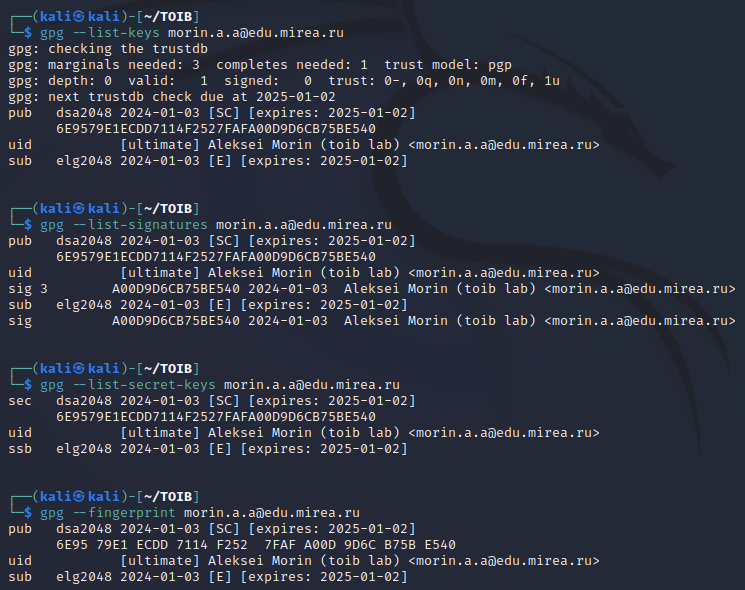 ┌──(kali㉿kali)-[~/TOIB]
└─$ gpg --list-keys morin.a.a@edu.mirea.ru
gpg: checking the trustdb
gpg: marginals needed: 3  completes needed: 1  trust model: pgp
gpg: depth: 0  valid:   1  signed:   0  trust: 0-, 0q, 0n, 0m, 0f, 1u
gpg: next trustdb check due at 2025-01-02
pub   dsa2048 2024-01-03 [SC] [expires: 2025-01-02]
      6E9579E1ECDD7114F2527FAFA00D9D6CB75BE540
uid           [ultimate] Aleksei Morin (toib lab) <morin.a.a@edu.mirea.ru>
sub   elg2048 2024-01-03 [E] [expires: 2025-01-02]
┌──(kali㉿kali)-[~/TOIB]
└─$ gpg --list-signatures morin.a.a@edu.mirea.ru
pub   dsa2048 2024-01-03 [SC] [expires: 2025-01-02]
      6E9579E1ECDD7114F2527FAFA00D9D6CB75BE540
uid           [ultimate] Aleksei Morin (toib lab) <morin.a.a@edu.mirea.ru>
sig 3        A00D9D6CB75BE540 2024-01-03  Aleksei Morin (toib lab) <morin.a.a@edu.mirea.ru>
sub   elg2048 2024-01-03 [E] [expires: 2025-01-02]
sig          A00D9D6CB75BE540 2024-01-03  Aleksei Morin (toib lab) <morin.a.a@edu.mirea.ru>
┌──(kali㉿kali)-[~/TOIB]
└─$ gpg --list-secret-keys morin.a.a@edu.mirea.ru
sec   dsa2048 2024-01-03 [SC] [expires: 2025-01-02]
      6E9579E1ECDD7114F2527FAFA00D9D6CB75BE540
uid           [ultimate] Aleksei Morin (toib lab) <morin.a.a@edu.mirea.ru>
ssb   elg2048 2024-01-03 [E] [expires: 2025-01-02]
┌──(kali㉿kali)-[~/TOIB]
└─$ gpg --fingerprint morin.a.a@edu.mirea.ru
pub   dsa2048 2024-01-03 [SC] [expires: 2025-01-02]
      6E95 79E1 ECDD 7114 F252  7FAF A00D 9D6C B75B E540
uid           [ultimate] Aleksei Morin (toib lab) <morin.a.a@edu.mirea.ru>
sub   elg2048 2024-01-03 [E] [expires: 2025-01-02]